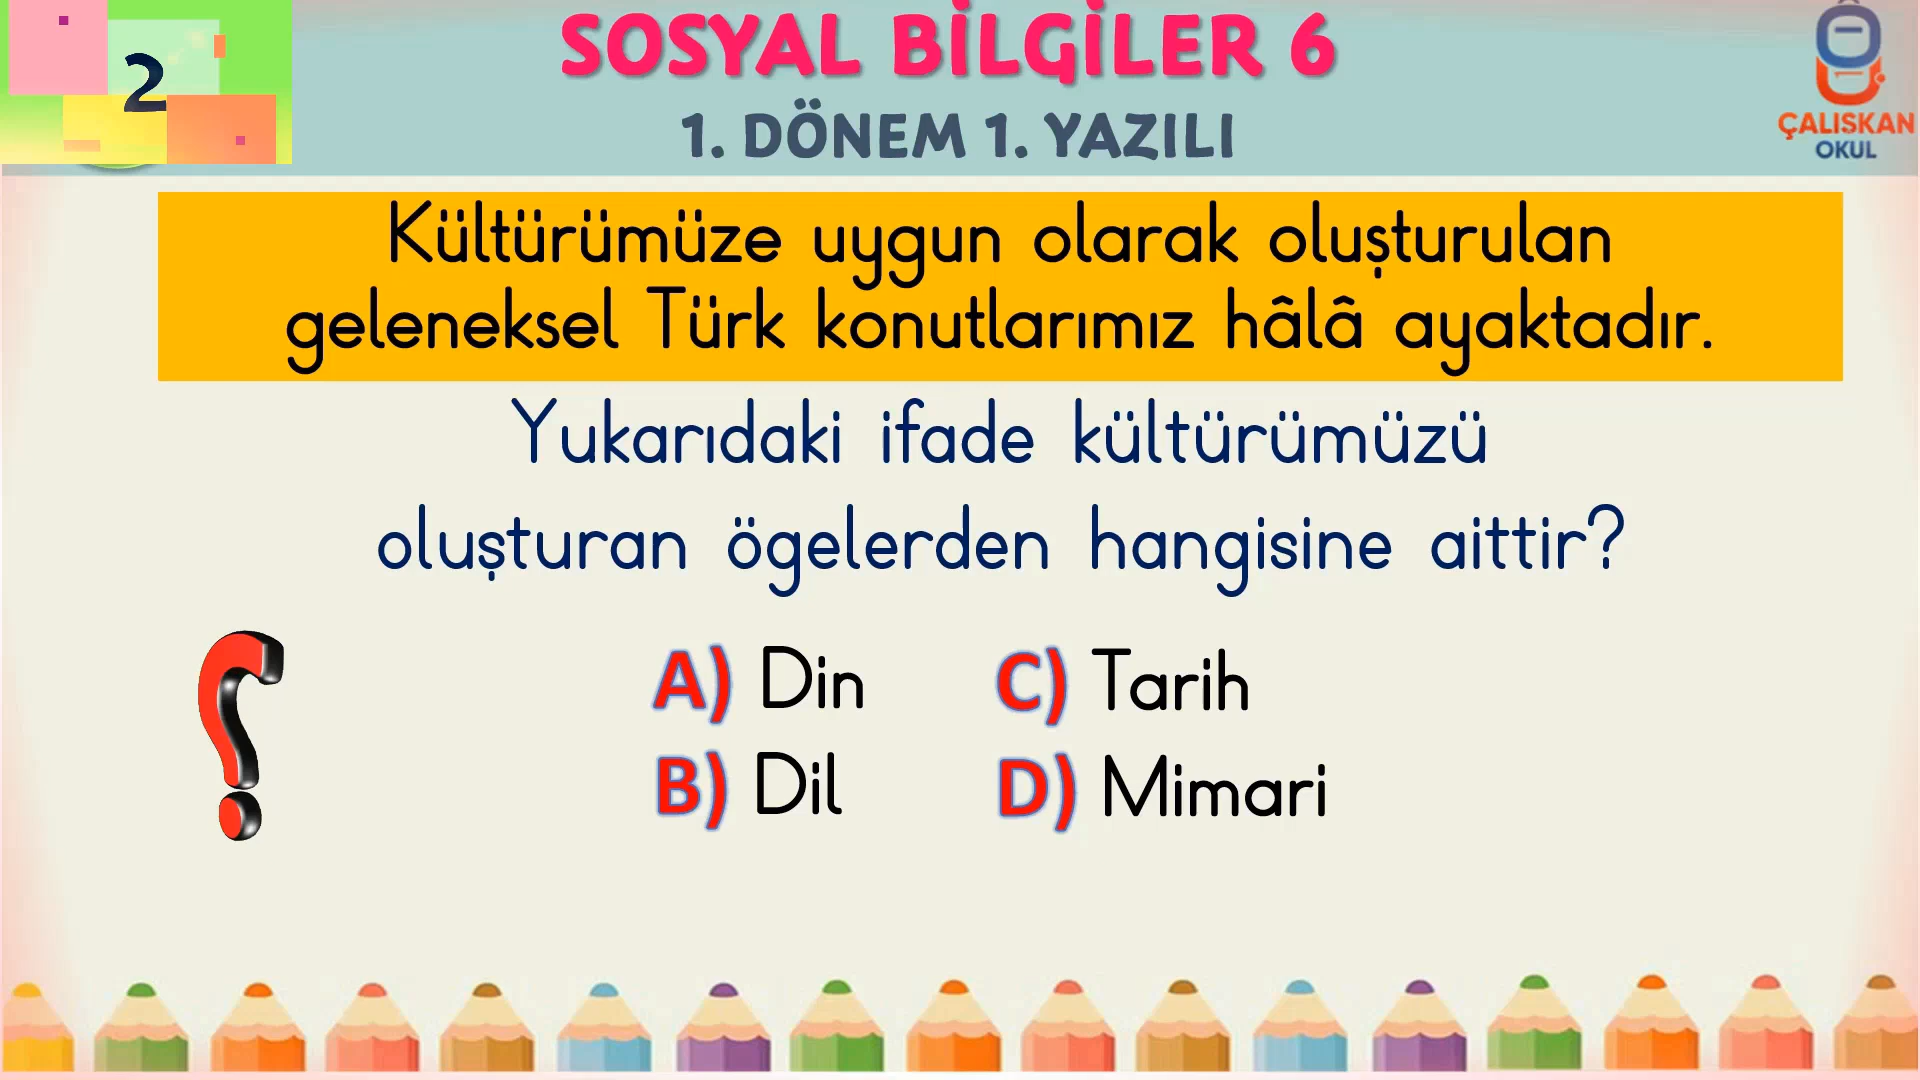 2
SOSYAL BİLGİLER 6
1. DÖNEM 1. YAZILI
ÇALISKAN
OKUL
Kültürümüze uygun olarak oluşturulan
geleneksel Türk konutlarımız hâlâ ayaktadır.
Yukarıdaki ifade kültürümüzü
oluşturan ögelerden hangisine aittir?
A) Din
B) Dil
C) Tarih
D) Mimari